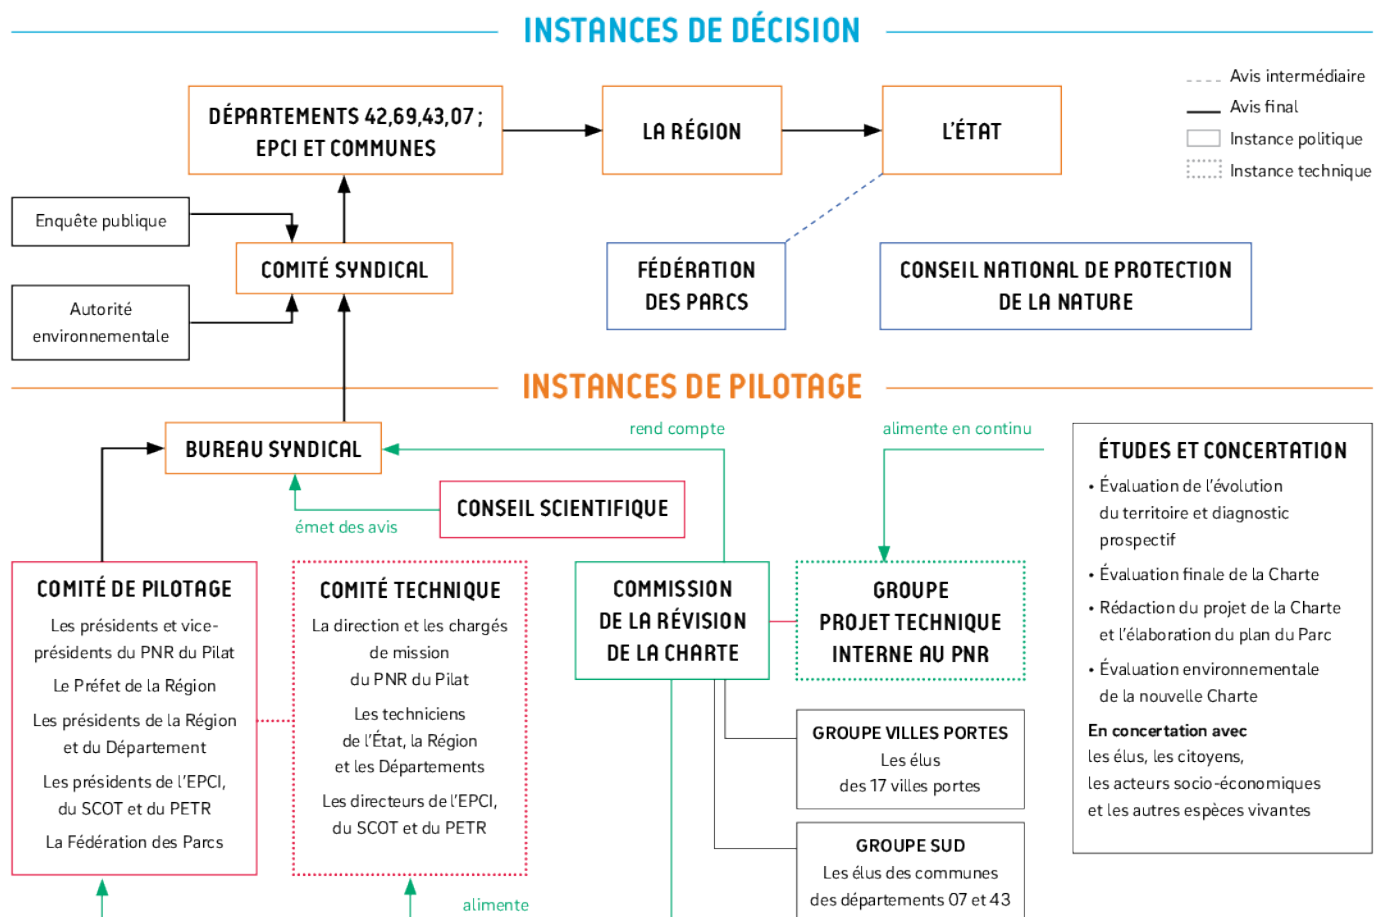 INSTANCES DE DÉCISION
Avis intermédiaire
Avis final
Instance politique
Instance technique
DÉPARTEMENTS 42,69,43,07 ;
EPCI ET COMMUNES
LA RÉGION
L'ÉTAT
Enquête publique
COMITÉ SYNDICAL
Autorité
environnementale
FÉDÉRATION
DES PARCS
CONSEIL NATIONAL DE PROTECTION
DE LA NATURE
INSTANCES DE PILOTAGE
BUREAU SYNDICAL
rend compte
alimente en continu
CONSEIL SCIENTIFIQUE
émet des avis
COMITÉ DE PILOTAGE
Les présidents et vice-
présidents du PNR du Pilat
Le Préfet de la Région
Les présidents de la Région
et du Département
Les présidents de l'EPCI,
du SCOT et du PETR
La Fédération des Parcs
COMITÉ TECHNIQUE
La direction et les chargés
de mission
du PNR du Pilat
Les techniciens
de l'État, la Région
et les Départements
Les directeurs de l'EPCI,
du SCOT et du PETR
alimente
COMMISSION
DE LA RÉVISION
DE LA CHARTE
GROUPE
PROJET TECHNIQUE
INTERNE AU PNR
GROUPE VILLES PORTES
Les élus
des 17 villes portes
GROUPE SUD
Les élus des communes
des départements 07 et 43
ÉTUDES ET CONCERTATION
• Évaluation de l'évolution
du territoire et diagnostic
prospectif
• Évaluation finale de la Charte
• Rédaction du projet de la Charte
et l'élaboration du plan du Parc
• Évaluation environnementale
de la nouvelle Charte
En concertation avec
les élus, les citoyens,
les acteurs socio-économiques
et les autres espèces vivantes